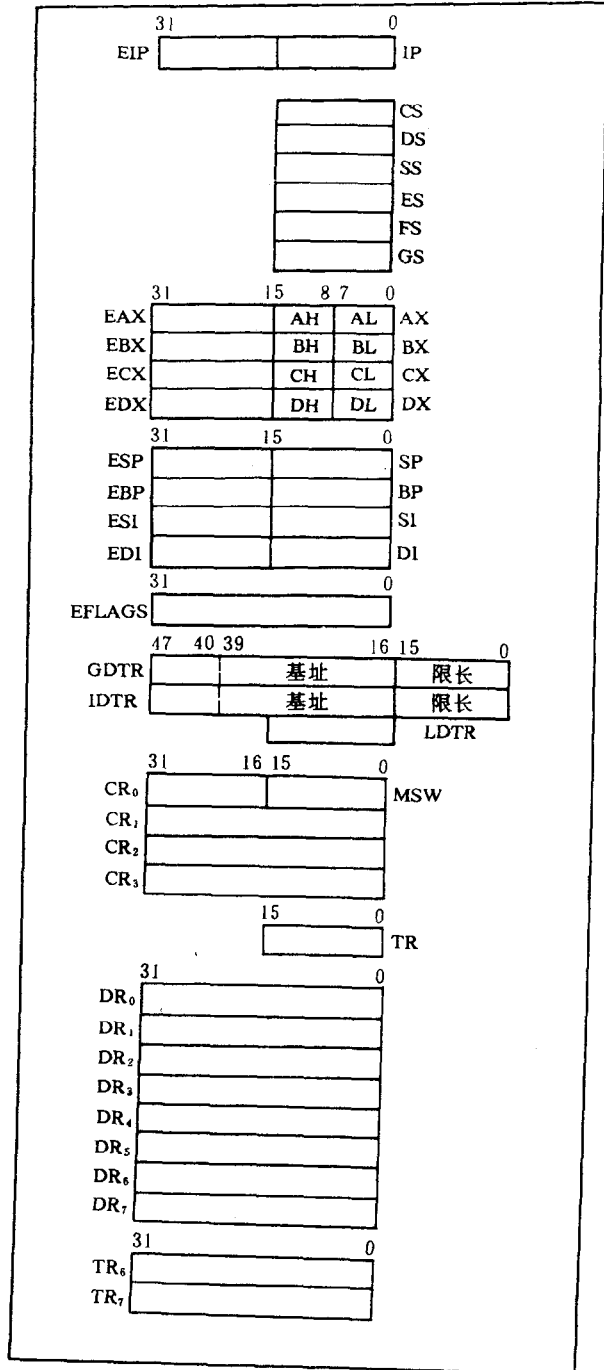 31 0
EIP IP
CS
DS
SS
ES
FS
GS
31 15 8 7 0
EAX AH AL AX
EBX BH BL BX
ECX CH CL CX
EDX DH DL DX
31 15 0
ESP SP
EBP BP
ESI SI
EDI DI
31 0
EFLAGS
47 40 39 16 15 0
GDTR 基址 限长
IDTR 基址 限长
LDTR
31 16 15 0
CR₀ MSW
CR₁
CR₂
CR₃
15 0
TR
31 0
DR₀
DR₁
DR₂
DR₃
DR₄
DR₅
DR₆
DR₇
31 0
TR₆
TR₇